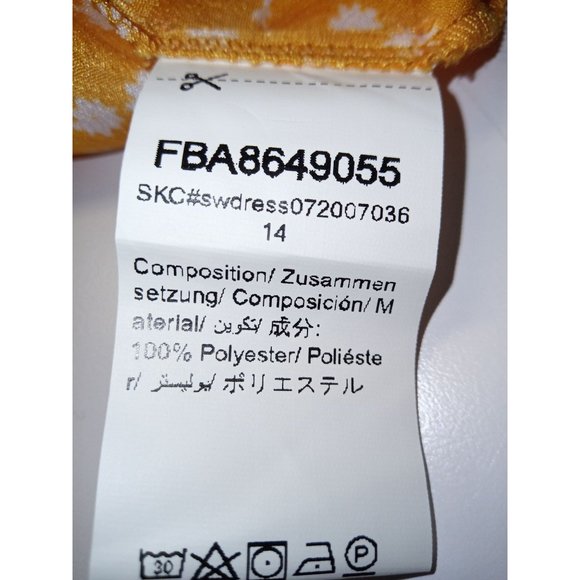 FBA8649055
SKC#swdress072007036
14
Composition/ Zusammen
setzung/ Composición/ M
aterial/ تكوين/ 成分:
100% Polyester/ Poliéste
r/ بوليستر/ ポリエステル
30
P